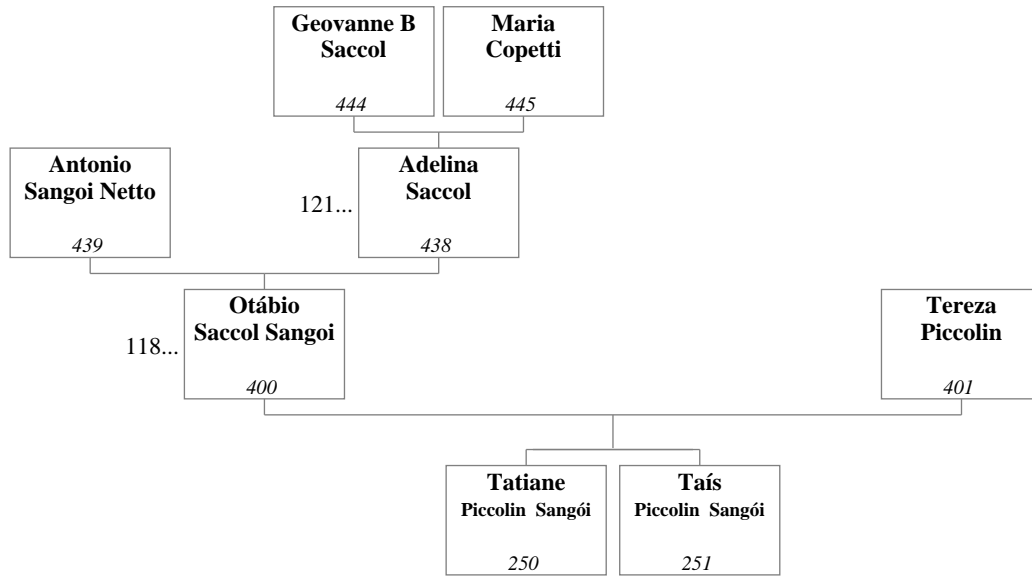 Geovanne B
Saccol
444
Maria
Copetti
445
Antonio
Sangoi Netto
439
121...
Adelina
Saccol
438
118...
Otábio
Saccol Sangoi
400
Tereza
Piccolin
401
Tatiane
Piccolin Sangói
250
Taís
Piccolin Sangói
251